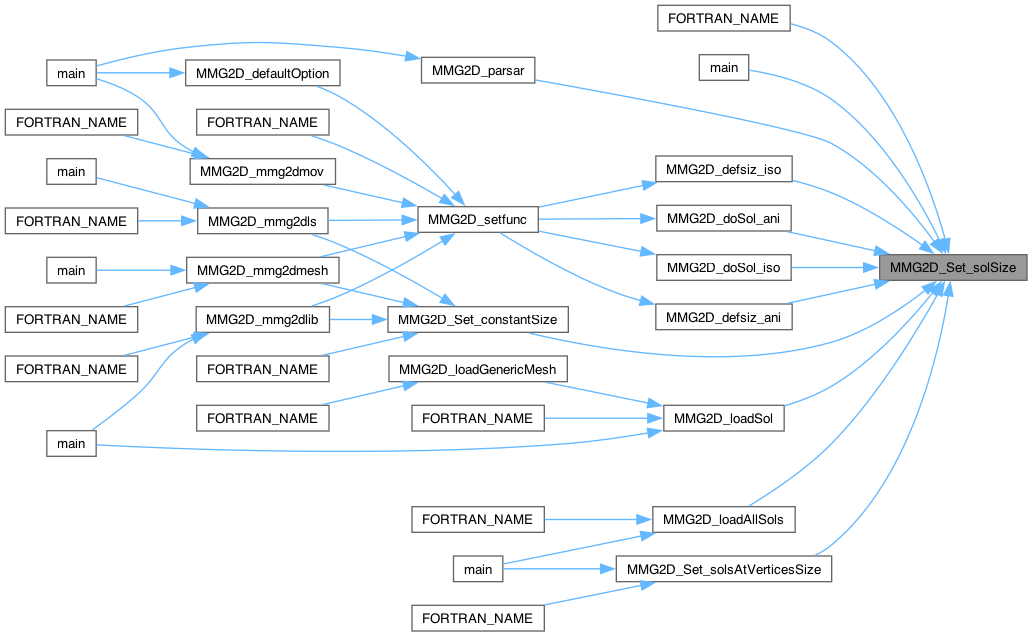 FORTRAN_NAME
main
MMG2D_parsar
main
MMG2D_defaultOption
FORTRAN_NAME
FORTRAN_NAME
MMG2D_mmg2dmov
MMG2D_defsiz_iso
main
MMG2D_mmg2dls
FORTRAN_NAME
MMG2D_setfunc
MMG2D_doSol_ani
MMG2D_Set_solSize
MMG2D_doSol_iso
main
MMG2D_mmg2dmesh
FORTRAN_NAME
MMG2D_mmg2dlib
MMG2D_Set_constantSize
MMG2D_defsiz_ani
FORTRAN_NAME
FORTRAN_NAME
MMG2D_loadGenericMesh
FORTRAN_NAME
FORTRAN_NAME
MMG2D_loadSol
main
FORTRAN_NAME
MMG2D_loadAllSols
main
MMG2D_Set_solsAtVerticesSize
FORTRAN_NAME